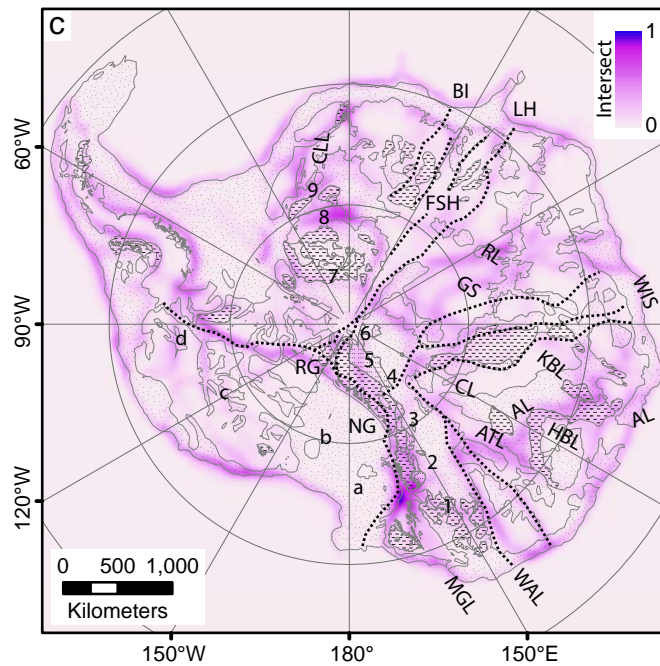 C
BI
LH
1
Intersect
0
60°W
CLL
9
8
FSH
7
RL
GS
WIS
90°W
6
d
5
RG
4
KBL
c
CL
AL
AL
NG
3
HBL
b
ATL
2
a
1
120°W
0 500 1,000
Kilometers
MGL
WAL
150°W
180°
150°E